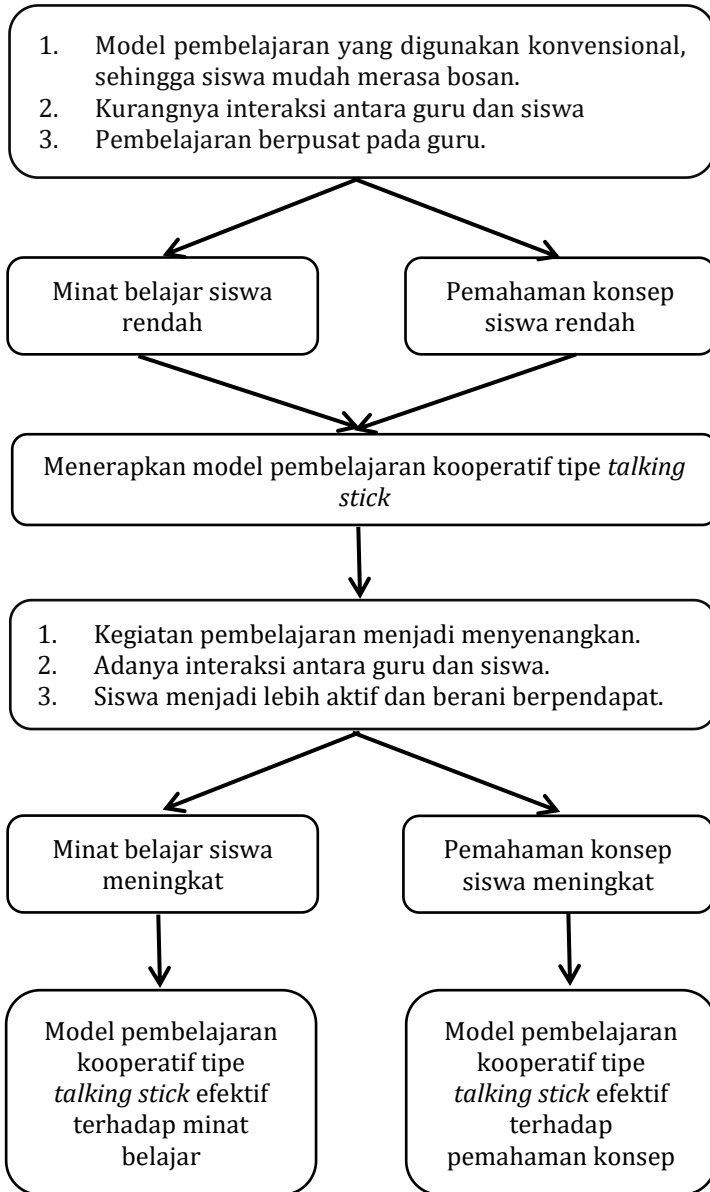 1. Model pembelajaran yang digunakan konvensional,
sehingga siswa mudah merasa bosan.
2. Kurangnya interaksi antara guru dan siswa
3. Pembelajaran berpusat pada guru.
Minat belajar siswa
rendah
Pemahaman konsep
siswa rendah
Menerapkan model pembelajaran kooperatif tipe talking
stick
1. Kegiatan pembelajaran menjadi menyenangkan.
2. Adanya interaksi antara guru dan siswa.
3. Siswa menjadi lebih aktif dan berani berpendapat.
Minat belajar siswa
meningkat
Pemahaman konsep
siswa meningkat
Model pembelajaran
kooperatif tipe
talking stick efektif
terhadap minat
belajar
Model pembelajaran
kooperatif tipe
talking stick efektif
terhadap
pemahaman konsep